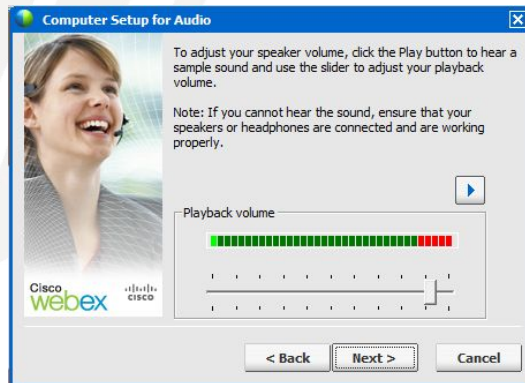 Computer Setup for Audio
To adjust your speaker volume, click the Play button to hear a
sample sound and use the slider to adjust your playback
volume.
Note: If you cannot hear the sound, ensure that your
speakers or headphones are connected and are working
properly.
Playback volume
Cisco
webex
cisco
< Back
Next >
Cancel